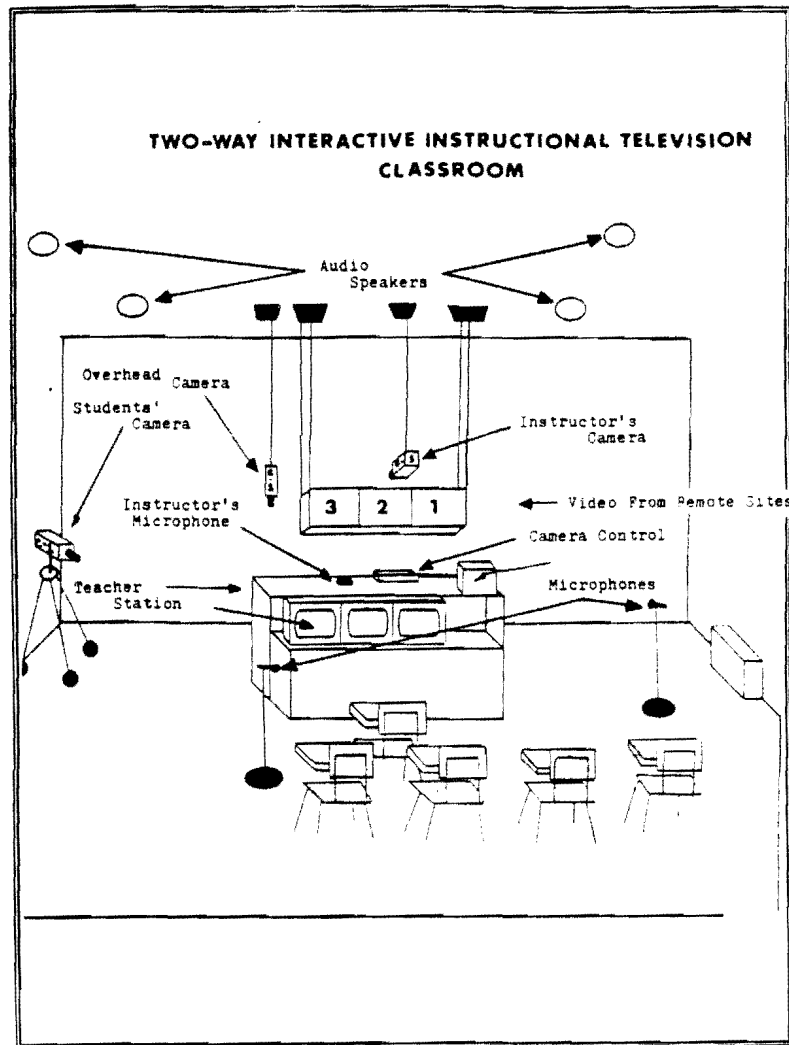 TWO-WAY INTERACTIVE INSTRUCTIONAL TELEVISION
CLASSROOM
Audio
Speakers
Overhead Camera
Students'
Camera
Instructor's
Camera
Instructor's
Microphone
3 2 1
Video From Remote Sites
Camera Control
Teacher
Station
Microphones